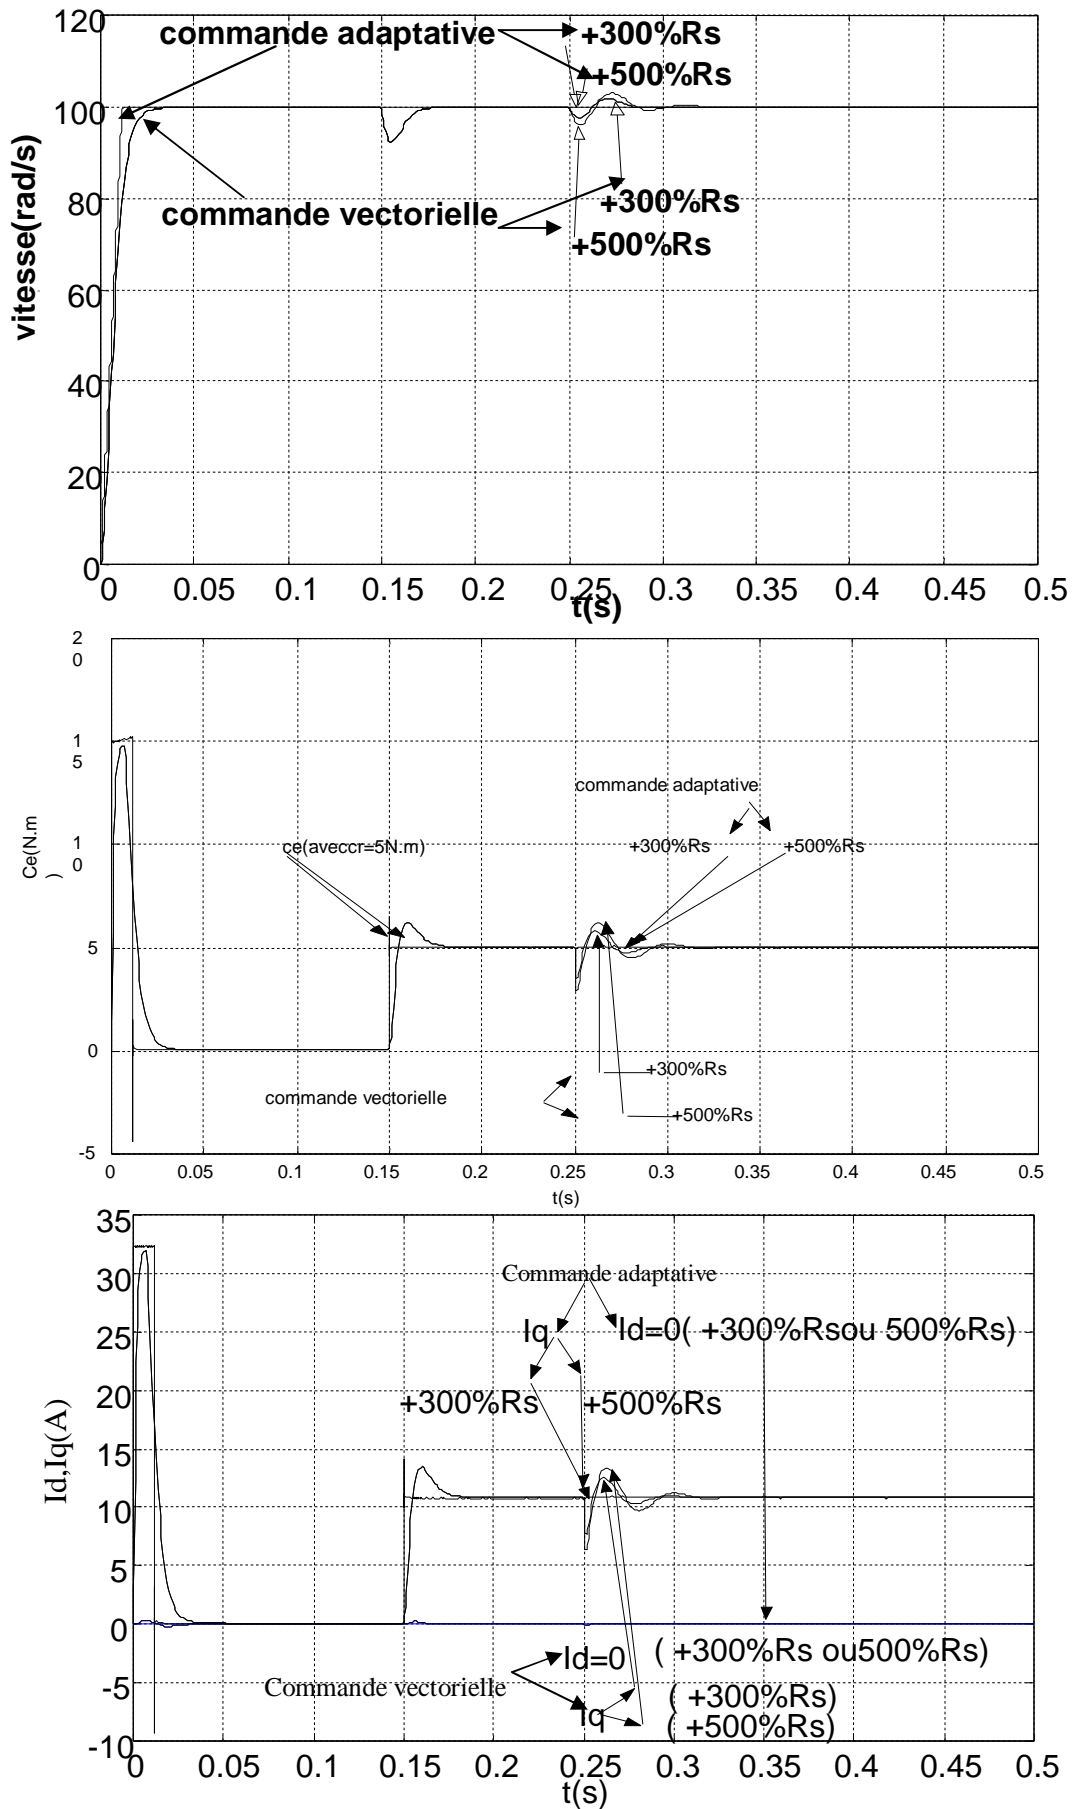 120
commande adaptative
+300%Rs
+500%Rs
100
80
commande vectorielle
+300%Rs
+500%Rs
60
40
20
0
vitesse(rad/s)
0 0.05 0.1 0.15 0.2 0.25 0.3 0.35 0.4 0.45 0.5
t(s)
2
0
1
5
commande adaptative
1
0
ce(aveccr=5N.m)
+300%Rs
+500%Rs
Ce(N.m
)
5
0
+300%Rs
commande vectorielle
+500%Rs
-5
0 0.05 0.1 0.15 0.2 0.25 0.3 0.35 0.4 0.45 0.5
t(s)
35
30
Commande adaptative
25
Iq
Id=0( +300%Rsou 500%Rs)
20
+300%Rs
+500%Rs
15
10
5
0
Id,Iq(A)
Id=0
( +300%Rs ou500%Rs)
-5
Commande vectorielle
Iq
( +300%Rs)
( +500%Rs)
-10
0 0.05 0.1 0.15 0.2 0.25 0.3 0.35 0.4 0.45 0.5
t(s)